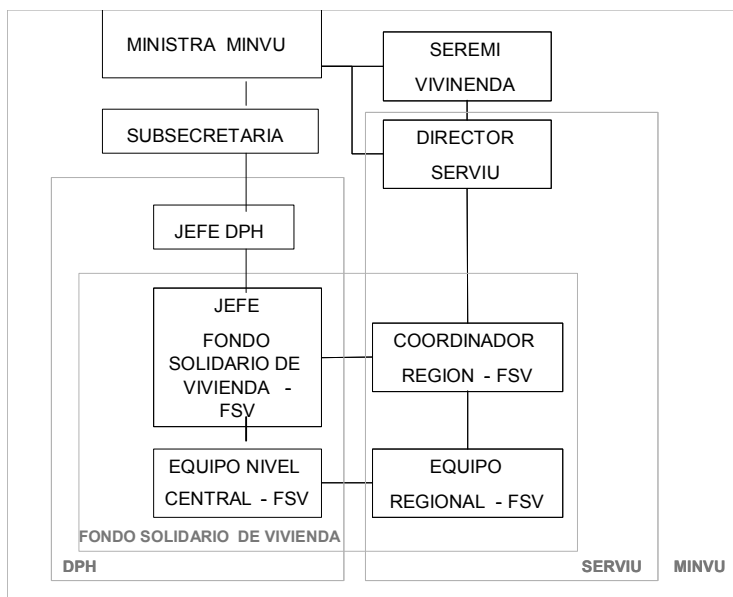 MINISTRA MINVU
SEREMI
VIVINENDA
SUBSECRETARIA
DIRECTOR
SERVIU
JEFE DPH
JEFE
FONDO
SOLIDARIO DE
VIVIENDA -
FSV
COORDINADOR
REGION - FSV
EQUIPO NIVEL
CENTRAL - FSV
EQUIPO
REGIONAL - FSV
FONDO SOLIDARIO DE VIVIENDA
DPH
SERVIU
MINVU